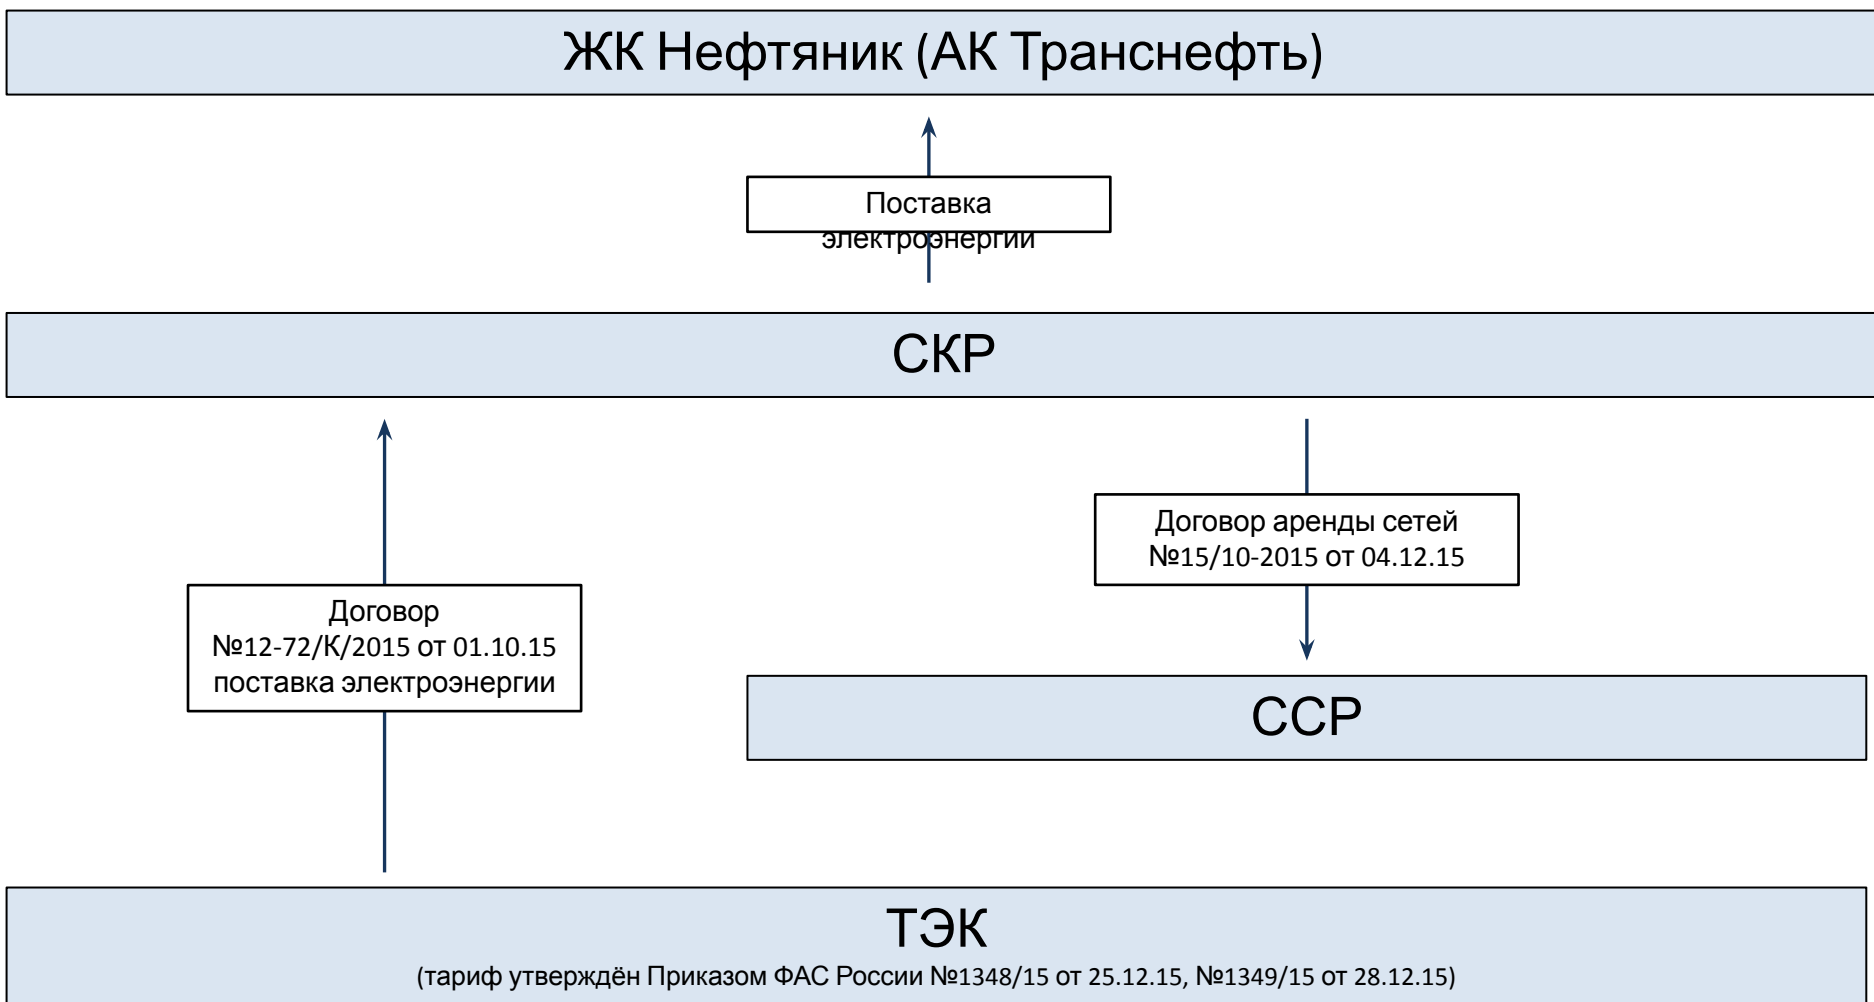 ЖК Нефтяник (АК Транснефть)
Поставка
электроэнергии
СКР
Договор аренды сетей
№15/10-2015 от 04.12.15
Договор
№12-72/К/2015 от 01.10.15
поставка электроэнергии
ССР
ТЭК
(тариф утверждён Приказом ФАС России №1348/15 от 25.12.15, №1349/15 от 28.12.15)